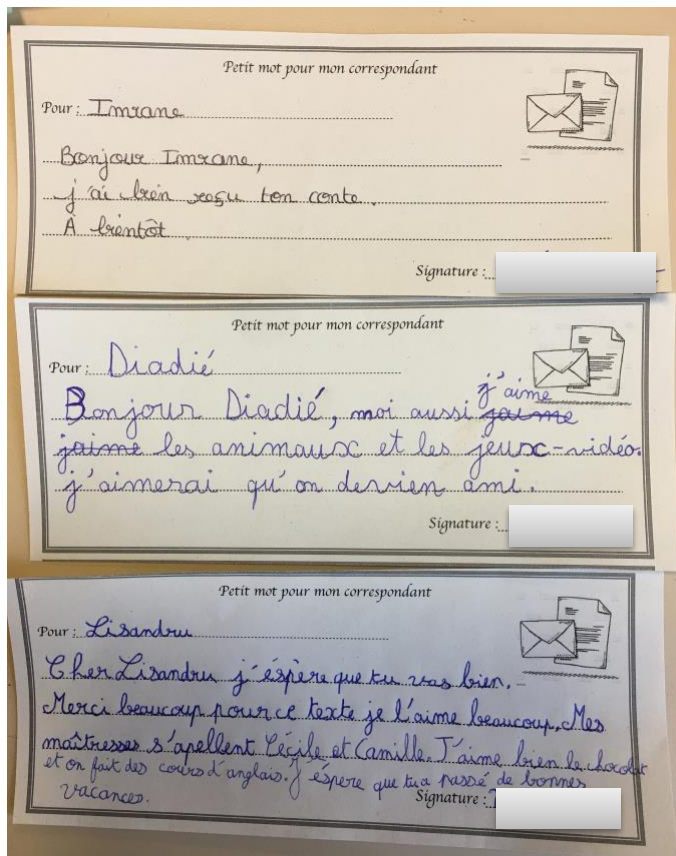 Petit mot pour mon correspondant
Pour : Imrane
Bonjour Imrane,
j'ai bien reçu ton conte.
À bientôt
Signature :
Petit mot pour mon correspondant
Pour : Diadié
j'aime
Bonjour Diadié, moi aussi jaime
jaime les animaux et les jeux-vidéo.
j'aimerai qu'on devien ami.
Signature :
Petit mot pour mon correspondant
Pour : Lisandru
Cher Lisandru j'éspère que tu vas bien.
Merci beaucoup pour ce texte je l'aime beaucoup. Mes
maîtresses s'apellent Cécile et Camille. J'aime bien le chocolat
et on fait des cours d'anglais. j'éspere que tu a passé de bonnes
vacances.
Signature :